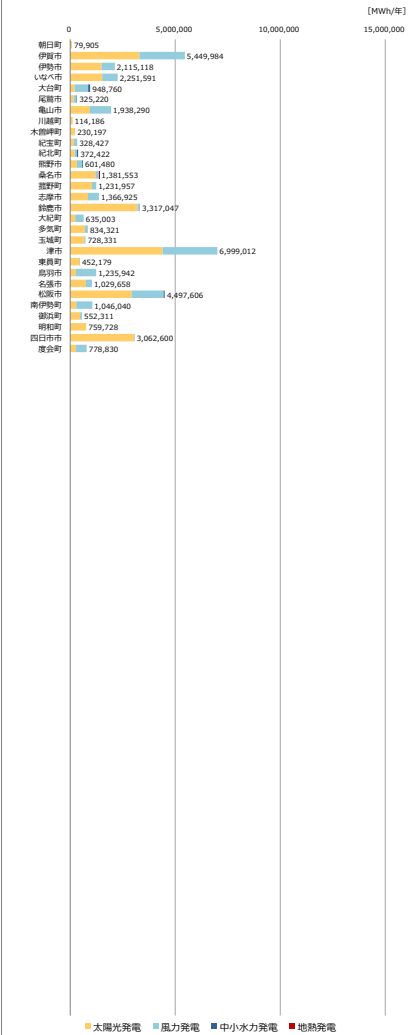 [MWh/年]
0 5,000,000 10,000,000 15,000,000
朝日町 79,905
伊賀市 5,449,984
伊勢市 2,115,118
いなべ市 2,251,591
大台町 948,760
尾鷲市 325,220
亀山市 1,938,290
川越町 114,186
木曽岬町 230,197
紀宝町 328,427
紀北町 372,422
熊野市 601,480
桑名市 1,381,553
菰野町 1,231,957
志摩市 1,366,925
鈴鹿市 3,317,047
大紀町 635,003
多気町 834,321
玉城町 728,331
津市 6,999,012
東員町 452,179
鳥羽市 1,235,942
名張市 1,029,658
松阪市 4,497,606
南伊勢町 1,046,040
御浜町 552,311
明和町 759,728
四日市市 3,062,600
度会町 778,830
太陽光発電 風力発電 中小水力発電 地熱発電